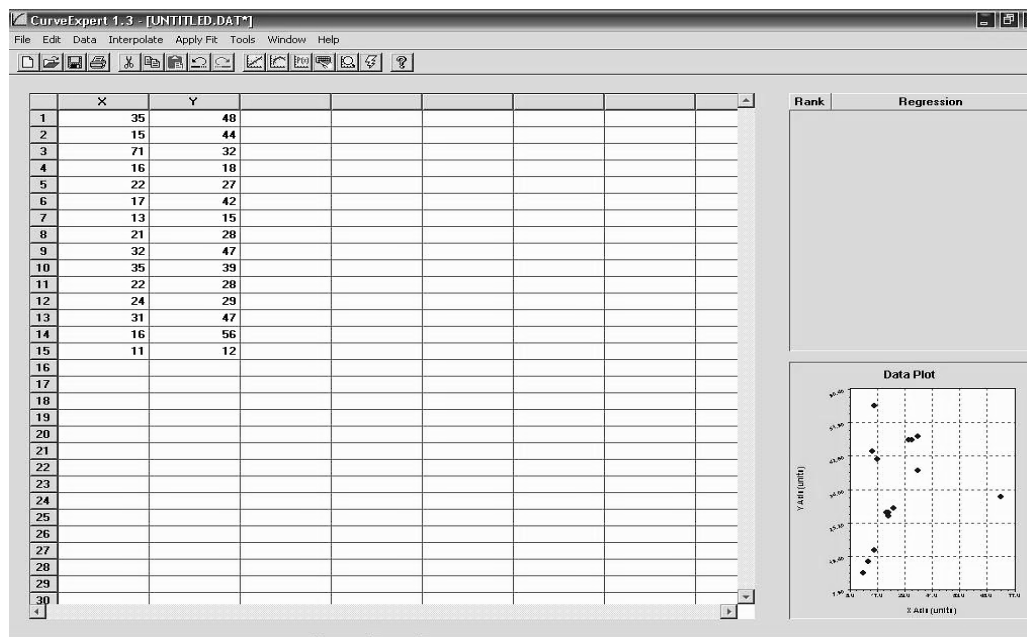 CurveExpert 1.3 - [UNTITLED.DAT*]
File Edit Data Interpolate Apply Fit Tools Window Help
X Y
1 35 48
2 15 44
3 71 32
4 16 18
5 22 27
6 17 42
7 13 15
8 21 28
9 32 47
10 35 39
11 22 28
12 24 29
13 31 47
14 16 56
15 11 12
16
17
18
19
20
21
22
23
24
25
26
27
28
29
30
Rank Regression
Data Plot
Y Axis (units)
X Axis (units)